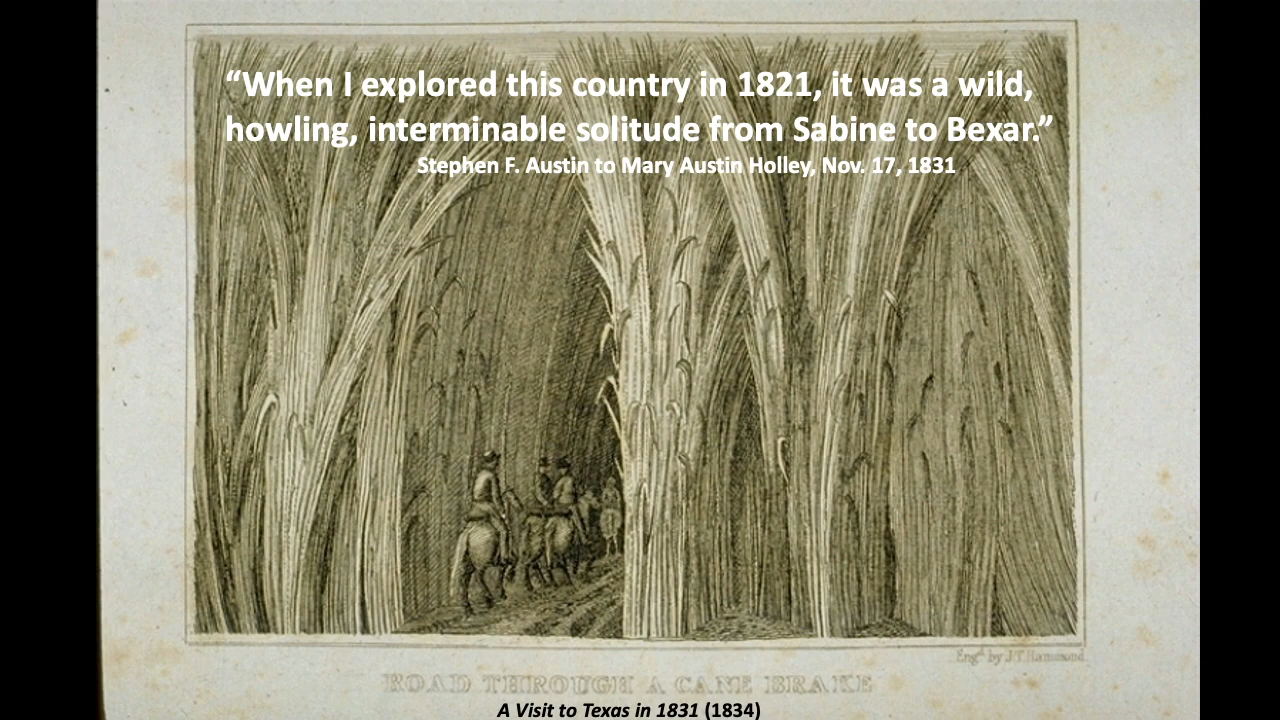 “When I explored this country in 1821, it was a wild,
howling, interminable solitude from Sabine to Bexar.”
Stephen F. Austin to Mary Austin Holley, Nov. 17, 1831
Engd by J.T. Hammond
ROAD THROUGH A CANE BRAKE
A Visit to Texas in 1831 (1834)